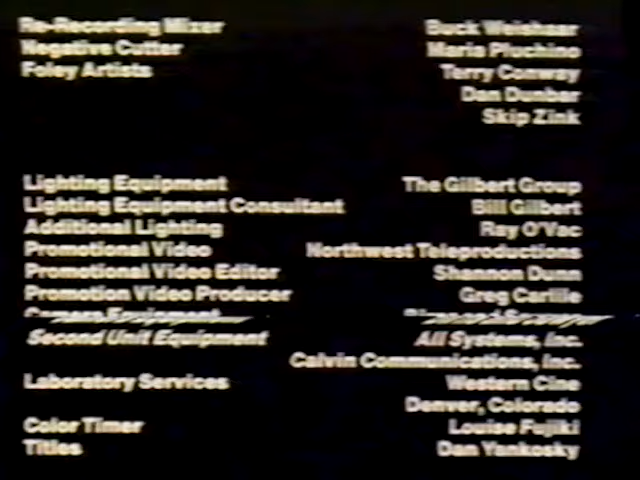 Re-Recording Mixer Buck Weishaar
Negative Cutter Maria Pluchino
Foley Artists Terry Conway
Dan Dunbar
Skip Zink
Lighting Equipment The Gilbert Group
Lighting Equipment Consultant Bill Gilbert
Additional Lighting Ray O'Vac
Promotional Video Northwest Teleproductions
Promotional Video Editor Shannon Dunn
Promotion Video Producer Greg Carlile
Camera Equipment
Second Unit Equipment All Systems, Inc.
Calvin Communications, Inc.
Laboratory Services Western Cine
Denver, Colorado
Color Timer Louise Fujiki
Titles Dan Yankosky